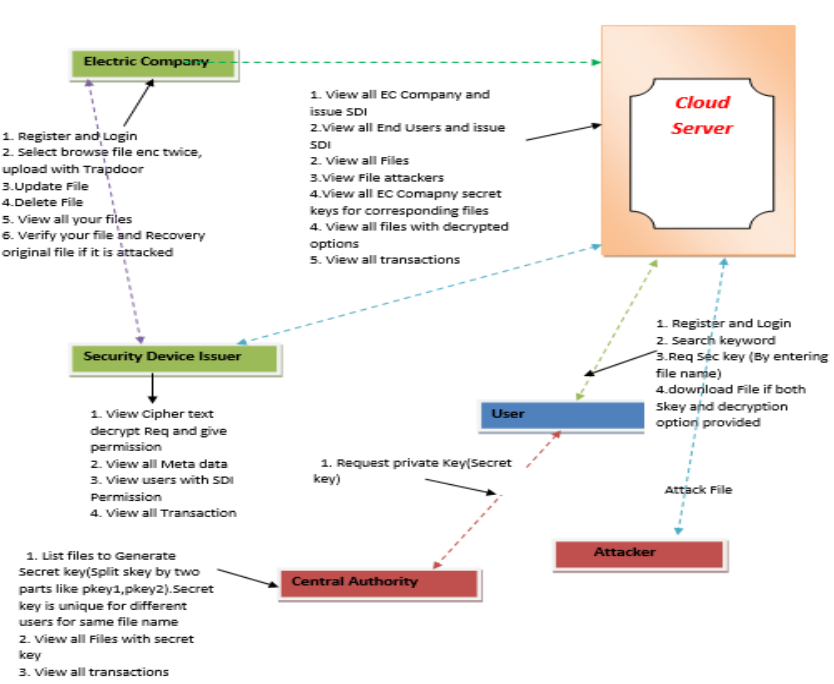 Electric Company
Cloud
Server
1. Register and Login
2. Select browse file enc twice,
upload with Trapdoor
3.Update File
4.Delete File
5. View all your files
6. Verify your file and Recovery
original file if it is attacked
1. View all EC Company and
issue SDI
2.View all End Users and issue
SDI
2. View all Files
3.View File attackers
4.View all EC Comapny secret
keys for corresponding files
4. View all files with decrypted
options
5. View all transactions
Security Device Issuer
1. View Cipher text
decrypt Req and give
permission
2. View all Meta data
3. View users with SDI
Permission
4. View all Transaction
1. Register and Login
2. Search keyword
3.Req Sec key (By entering
file name)
4.download File if both
Skey and decryption
option provided
User
1. Request private Key(Secret
key)
Attack File
Attacker
Central Authority
1. List files to Generate
Secret key(Split skey by two
parts like pkey1,pkey2).Secret
key is unique for different
users for same file name
2. View all Files with secret
key
3. View all transactions